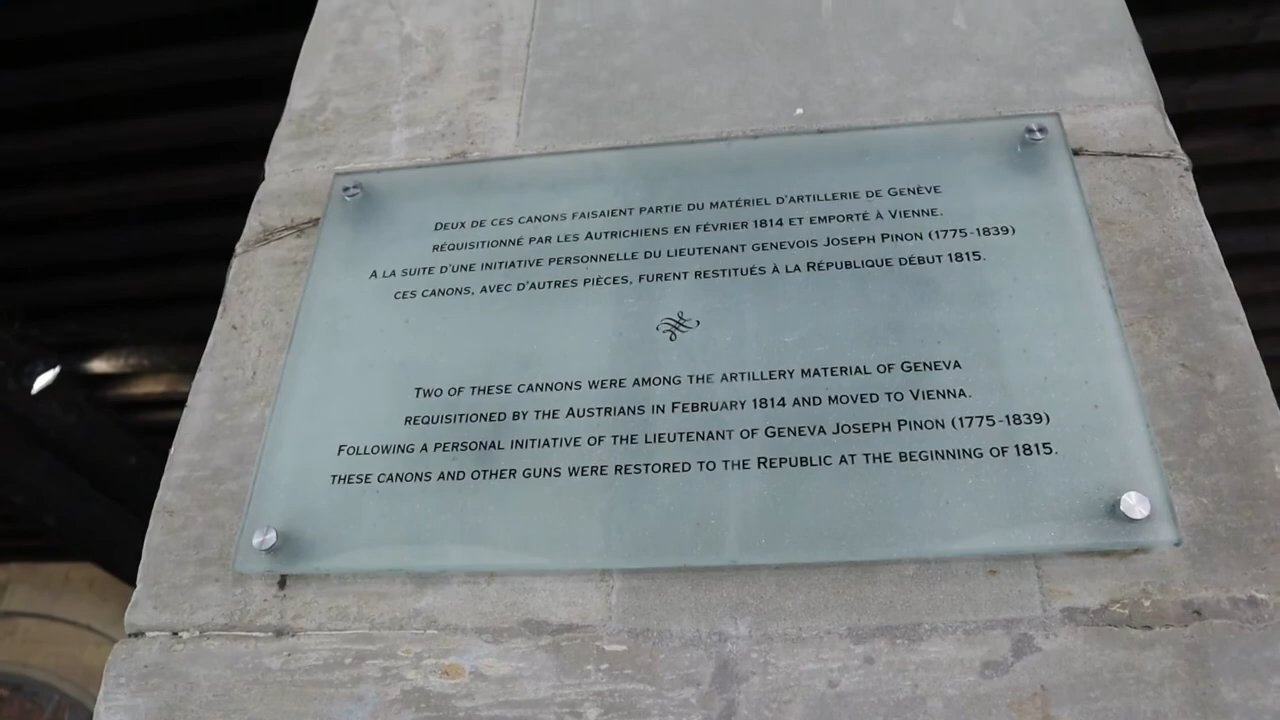 Deux de ces canons faisaient partie du matériel d'artillerie de Genève
réquisitionné par les Autrichiens en février 1814 et emporté à Vienne.
A la suite d'une initiative personnelle du lieutenant genevois Joseph Pinon (1775-1839)
ces canons, avec d'autres pièces, furent restitués à la République début 1815.
Two of these cannons were among the artillery material of Geneva
requisitioned by the Austrians in February 1814 and moved to Vienna.
Following a personal initiative of the lieutenant of Geneva Joseph Pinon (1775-1839)
these canons and other guns were restored to the Republic at the beginning of 1815.